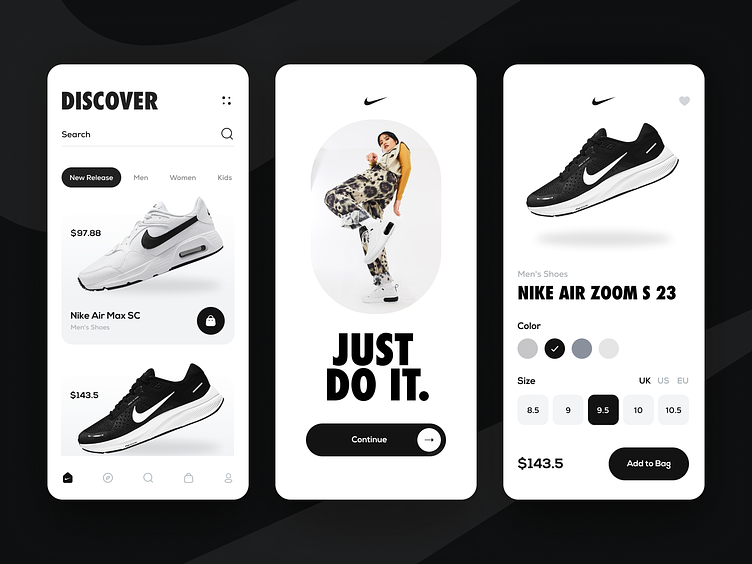 DISCOVER
Search
New Release Men Women Kids
$97.88
Nike Air Max SC
Men's Shoes
$143.5
JUST
DO IT.
Continue
Men's Shoes
NIKE AIR ZOOM S 23
Color
Size UK US EU
8.5 9 9.5 10 10.5
$143.5 Add to Bag